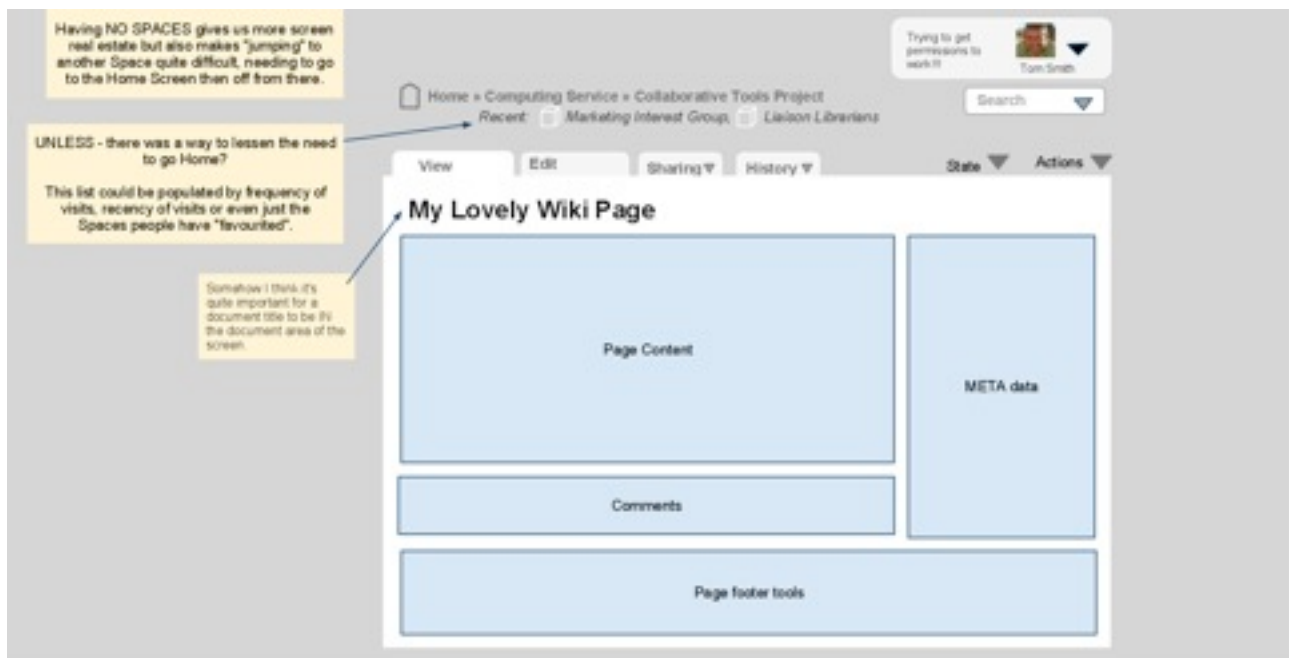 Having NO SPACES gives us more screen
real estate but also makes "jumping" to
another Space quite difficult, needing to go
to the Home Screen then off from there.
Trying to get
permissions to
work!!!
Tom Smith
Home » Computing Service » Collaborative Tools Project
Search
Recent: Marketing Interest Group, Liaison Librarians
UNLESS - there was a way to lessen the need
to go Home?
This list could be populated by frequency of
visits, recency of visits or even just the
Spaces people have "favourited".
View Edit Sharing History State Actions
My Lovely Wiki Page
Somehow I think it's
quite important for a
document title to be IN
the document area of the
screen.
Page Content
META data
Comments
Page footer tools